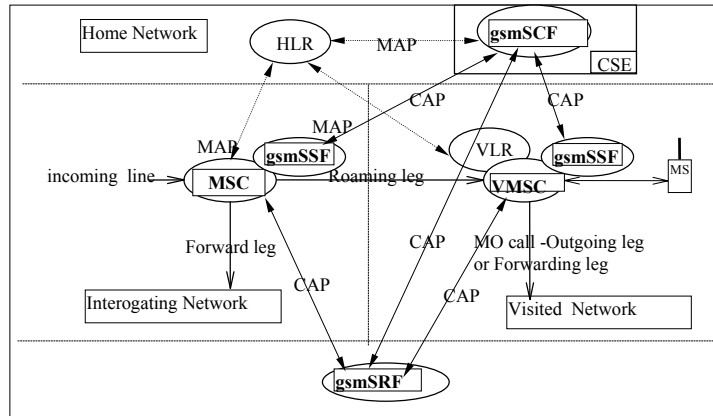 Home Network
HLR
MAP
gsmSCF
CSE
CAP
CAP
MAP
MAP
gsmSSF
VLR
gsmSSF
incoming line
MSC
Roaming leg
VMSC
MS
Forward leg
CAP
MO call -Outgoing leg
or Forwarding leg
CAP
CAP
Interogating Network
Visited Network
gsmSRF